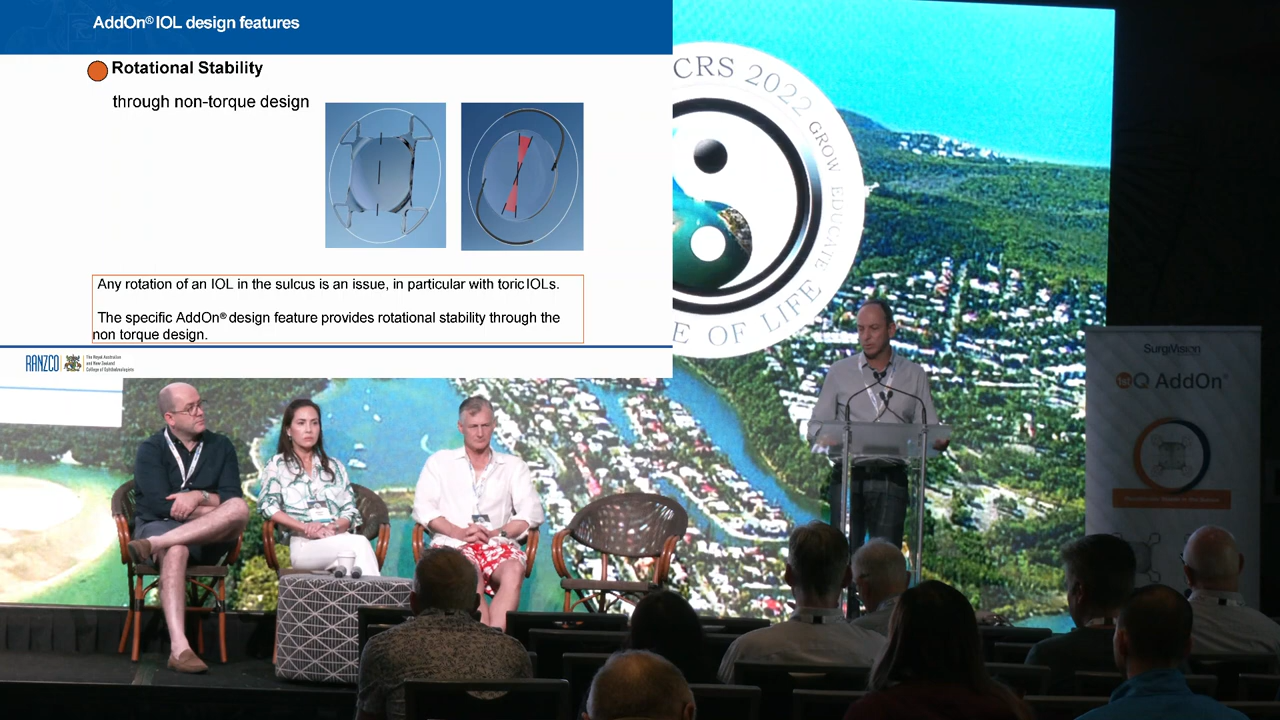 AddOn® IOL design features
Rotational Stability
through non-torque design
Any rotation of an IOL in the sulcus is an issue, in particular with toric IOLs.
The specific AddOn® design feature provides rotational stability through the
non torque design.
RANZCO
The Royal Australian
and New Zealand
College of Ophthalmologists
CRS 2022
GROW EDUCATE
E OF LIFE
SurgiVision
1stQ AddOn®